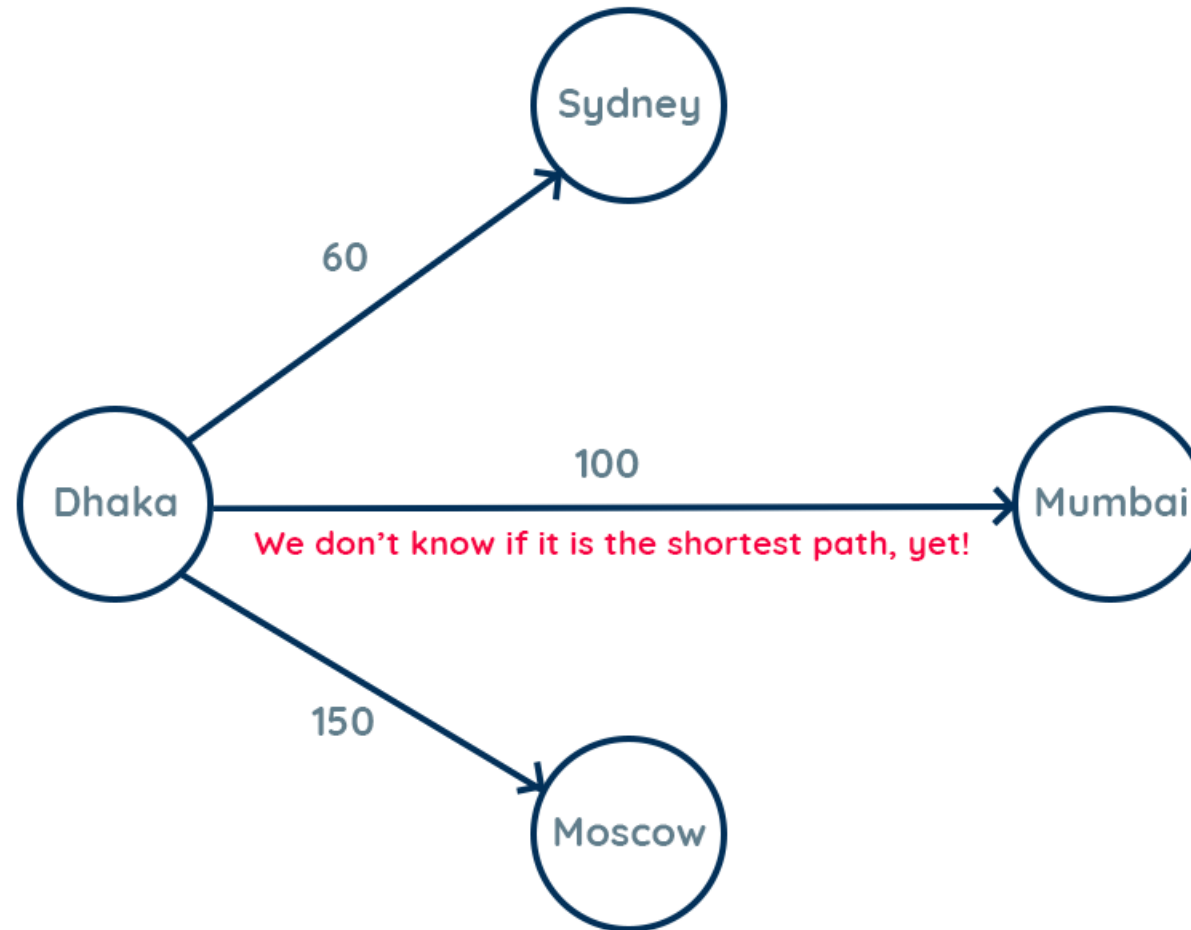 Sydney
60
100
Dhaka
Mumbai
We don't know if it is the shortest path, yet!
150
Moscow